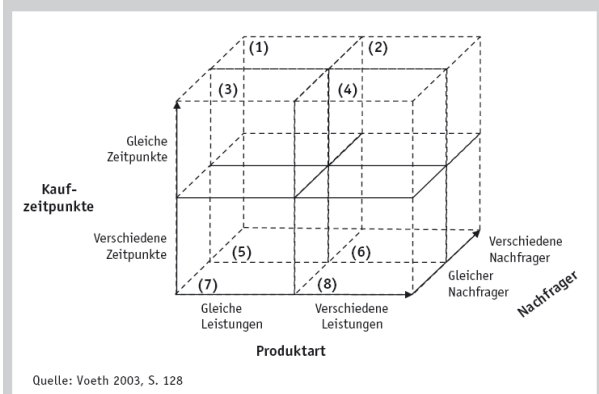 (1)
(2)
(3)
(4)
Gleiche
Zeitpunkte
Kauf-
zeitpunkte
Verschiedene
Zeitpunkte
(5)
(6)
Verschiedene
Nachfrager
Gleicher
Nachfrager
Nachfrager
(7)
(8)
Gleiche
Leistungen
Verschiedene
Leistungen
Produktart
Quelle: Voeth 2003, S. 128